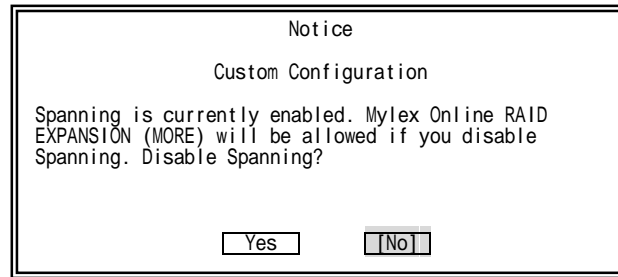 Notice
Custom Configuration
Spanning is currently enabled. Mylex Online RAID
EXPANSION (MORE) will be allowed if you disable
Spanning. Disable Spanning?
Yes [No]